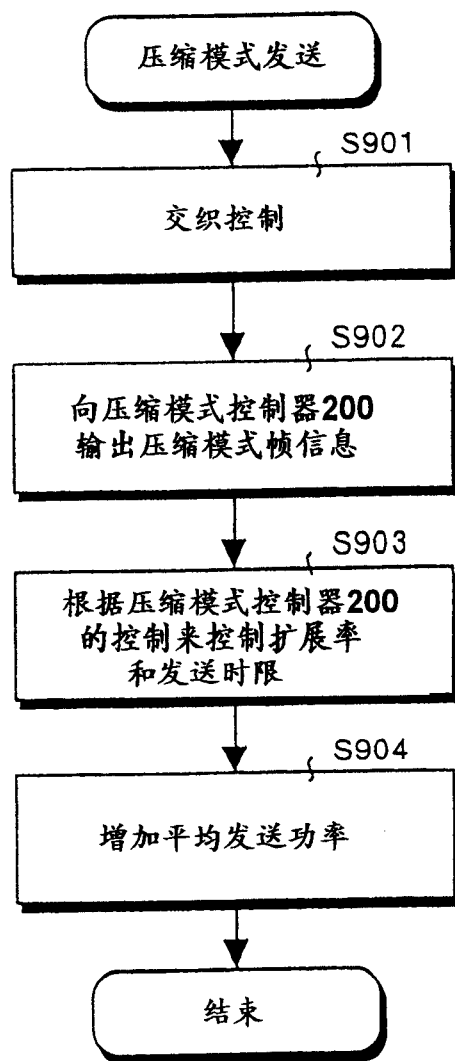 压缩模式发送
S901
交织控制
S902
向压缩模式控制器200
输出压缩模式帧信息
S903
根据压缩模式控制器200
的控制来控制扩展率
和发送时限
S904
增加平均发送功率
结束